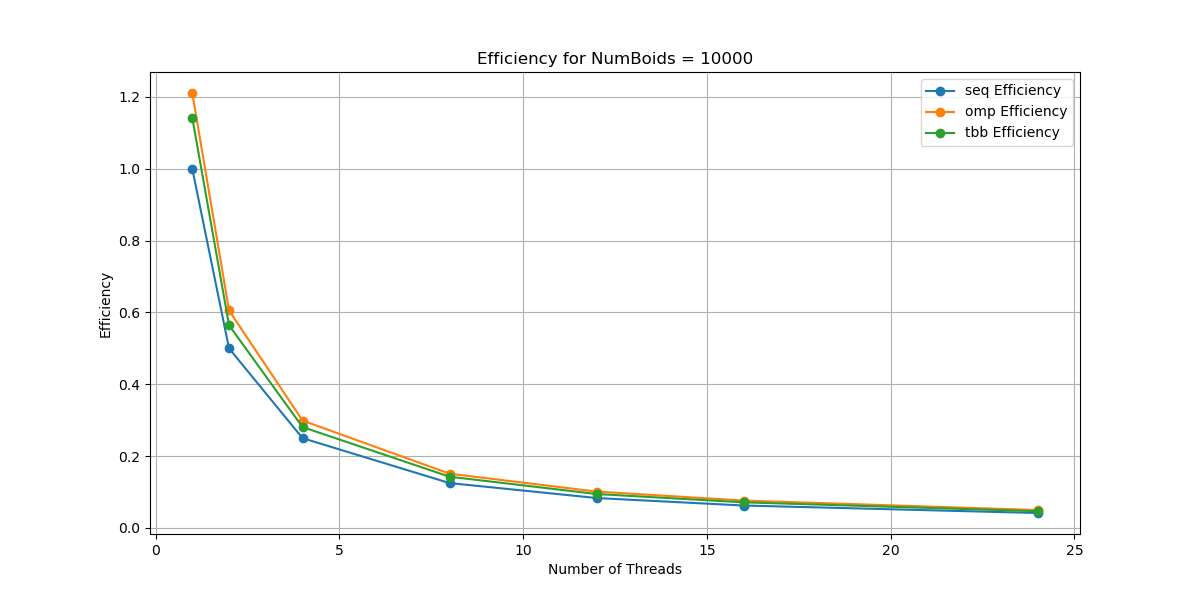 Efficiency for NumBoids = 10000
seq Efficiency
omp Efficiency
tbb Efficiency
Efficiency
1.2
1.0
0.8
0.6
0.4
0.2
0.0
0 5 10 15 20 25
Number of Threads